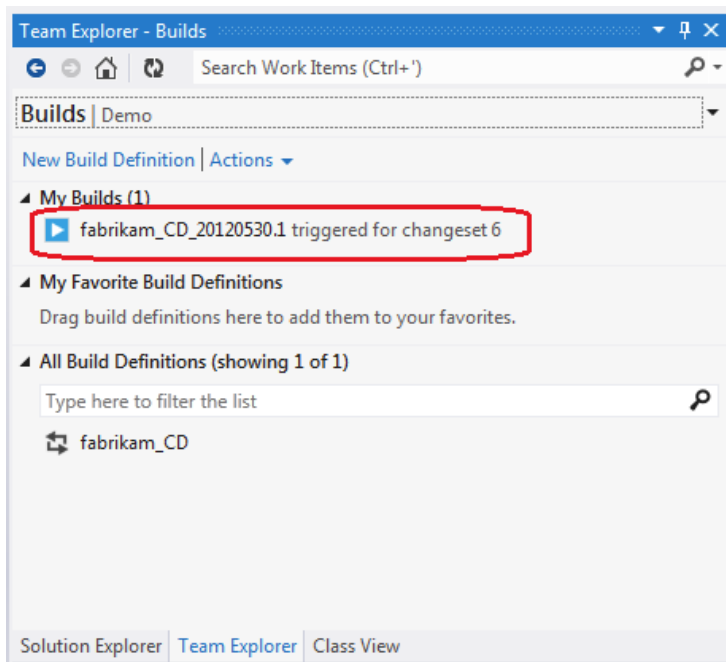 Team Explorer - Builds
Search Work Items (Ctrl+')
Builds | Demo
New Build Definition | Actions
My Builds (1)
fabrikam_CD_20120530.1 triggered for changeset 6
My Favorite Build Definitions
Drag build definitions here to add them to your favorites.
All Build Definitions (showing 1 of 1)
Type here to filter the list
fabrikam_CD
Solution Explorer Team Explorer Class View